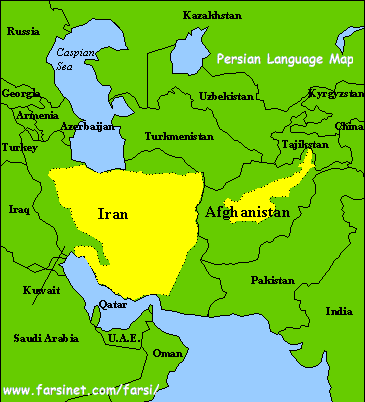 Kazakhstan
Russia
Caspian
Sea
Persian Language Map
Georgia
Uzbekistan
Kyrgyzstan
Armenia
Azerbaijan
China
Turkey
Turkmenistan
Tajikstan
Iraq
Iran
Afghanistan
Pakistan
Kuwait
Qatar
India
Saudi Arabia
U.A.E.
Oman
www.farsinet.com/farsi/